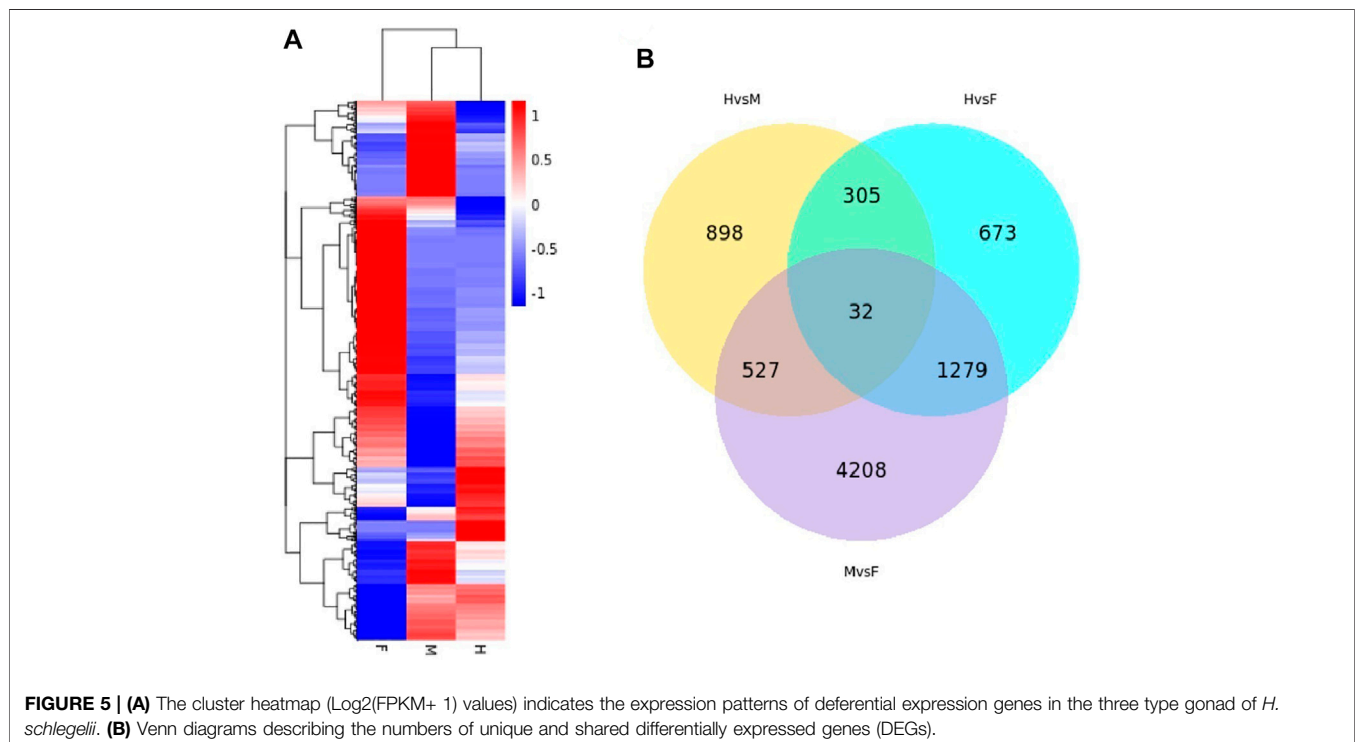 A
1
0.5
0
-0.5
-1
F
M
H
B
HvsM
HvsF
305
898
673
32
527
1279
4208
MvsF
FIGURE 5 | (A) The cluster heatmap (Log2(FPKM+ 1) values) indicates the expression patterns of deferential expression genes in the three type gonad of H.
schlegelii. (B) Venn diagrams describing the numbers of unique and shared differentially expressed genes (DEGs).